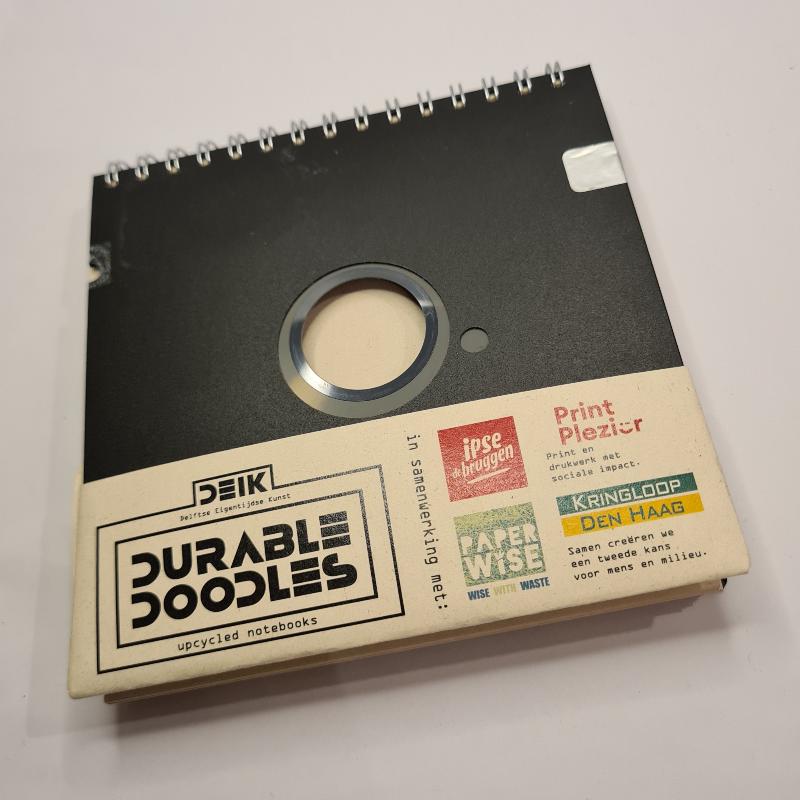 DEIK
Delftse Eigentijdse Kunst
DURABLE
DOODLES
upcycled notebooks
in samenwerking met:
ipse
de bruggen
PAPER
WiSE
WISE WITH WASTE
Print
Plezier
Print en
drukwerk met
sociale impact.
KRINGLOOP
DEN HAAG
Samen creëren we
een tweede kans
voor mens en milieu.